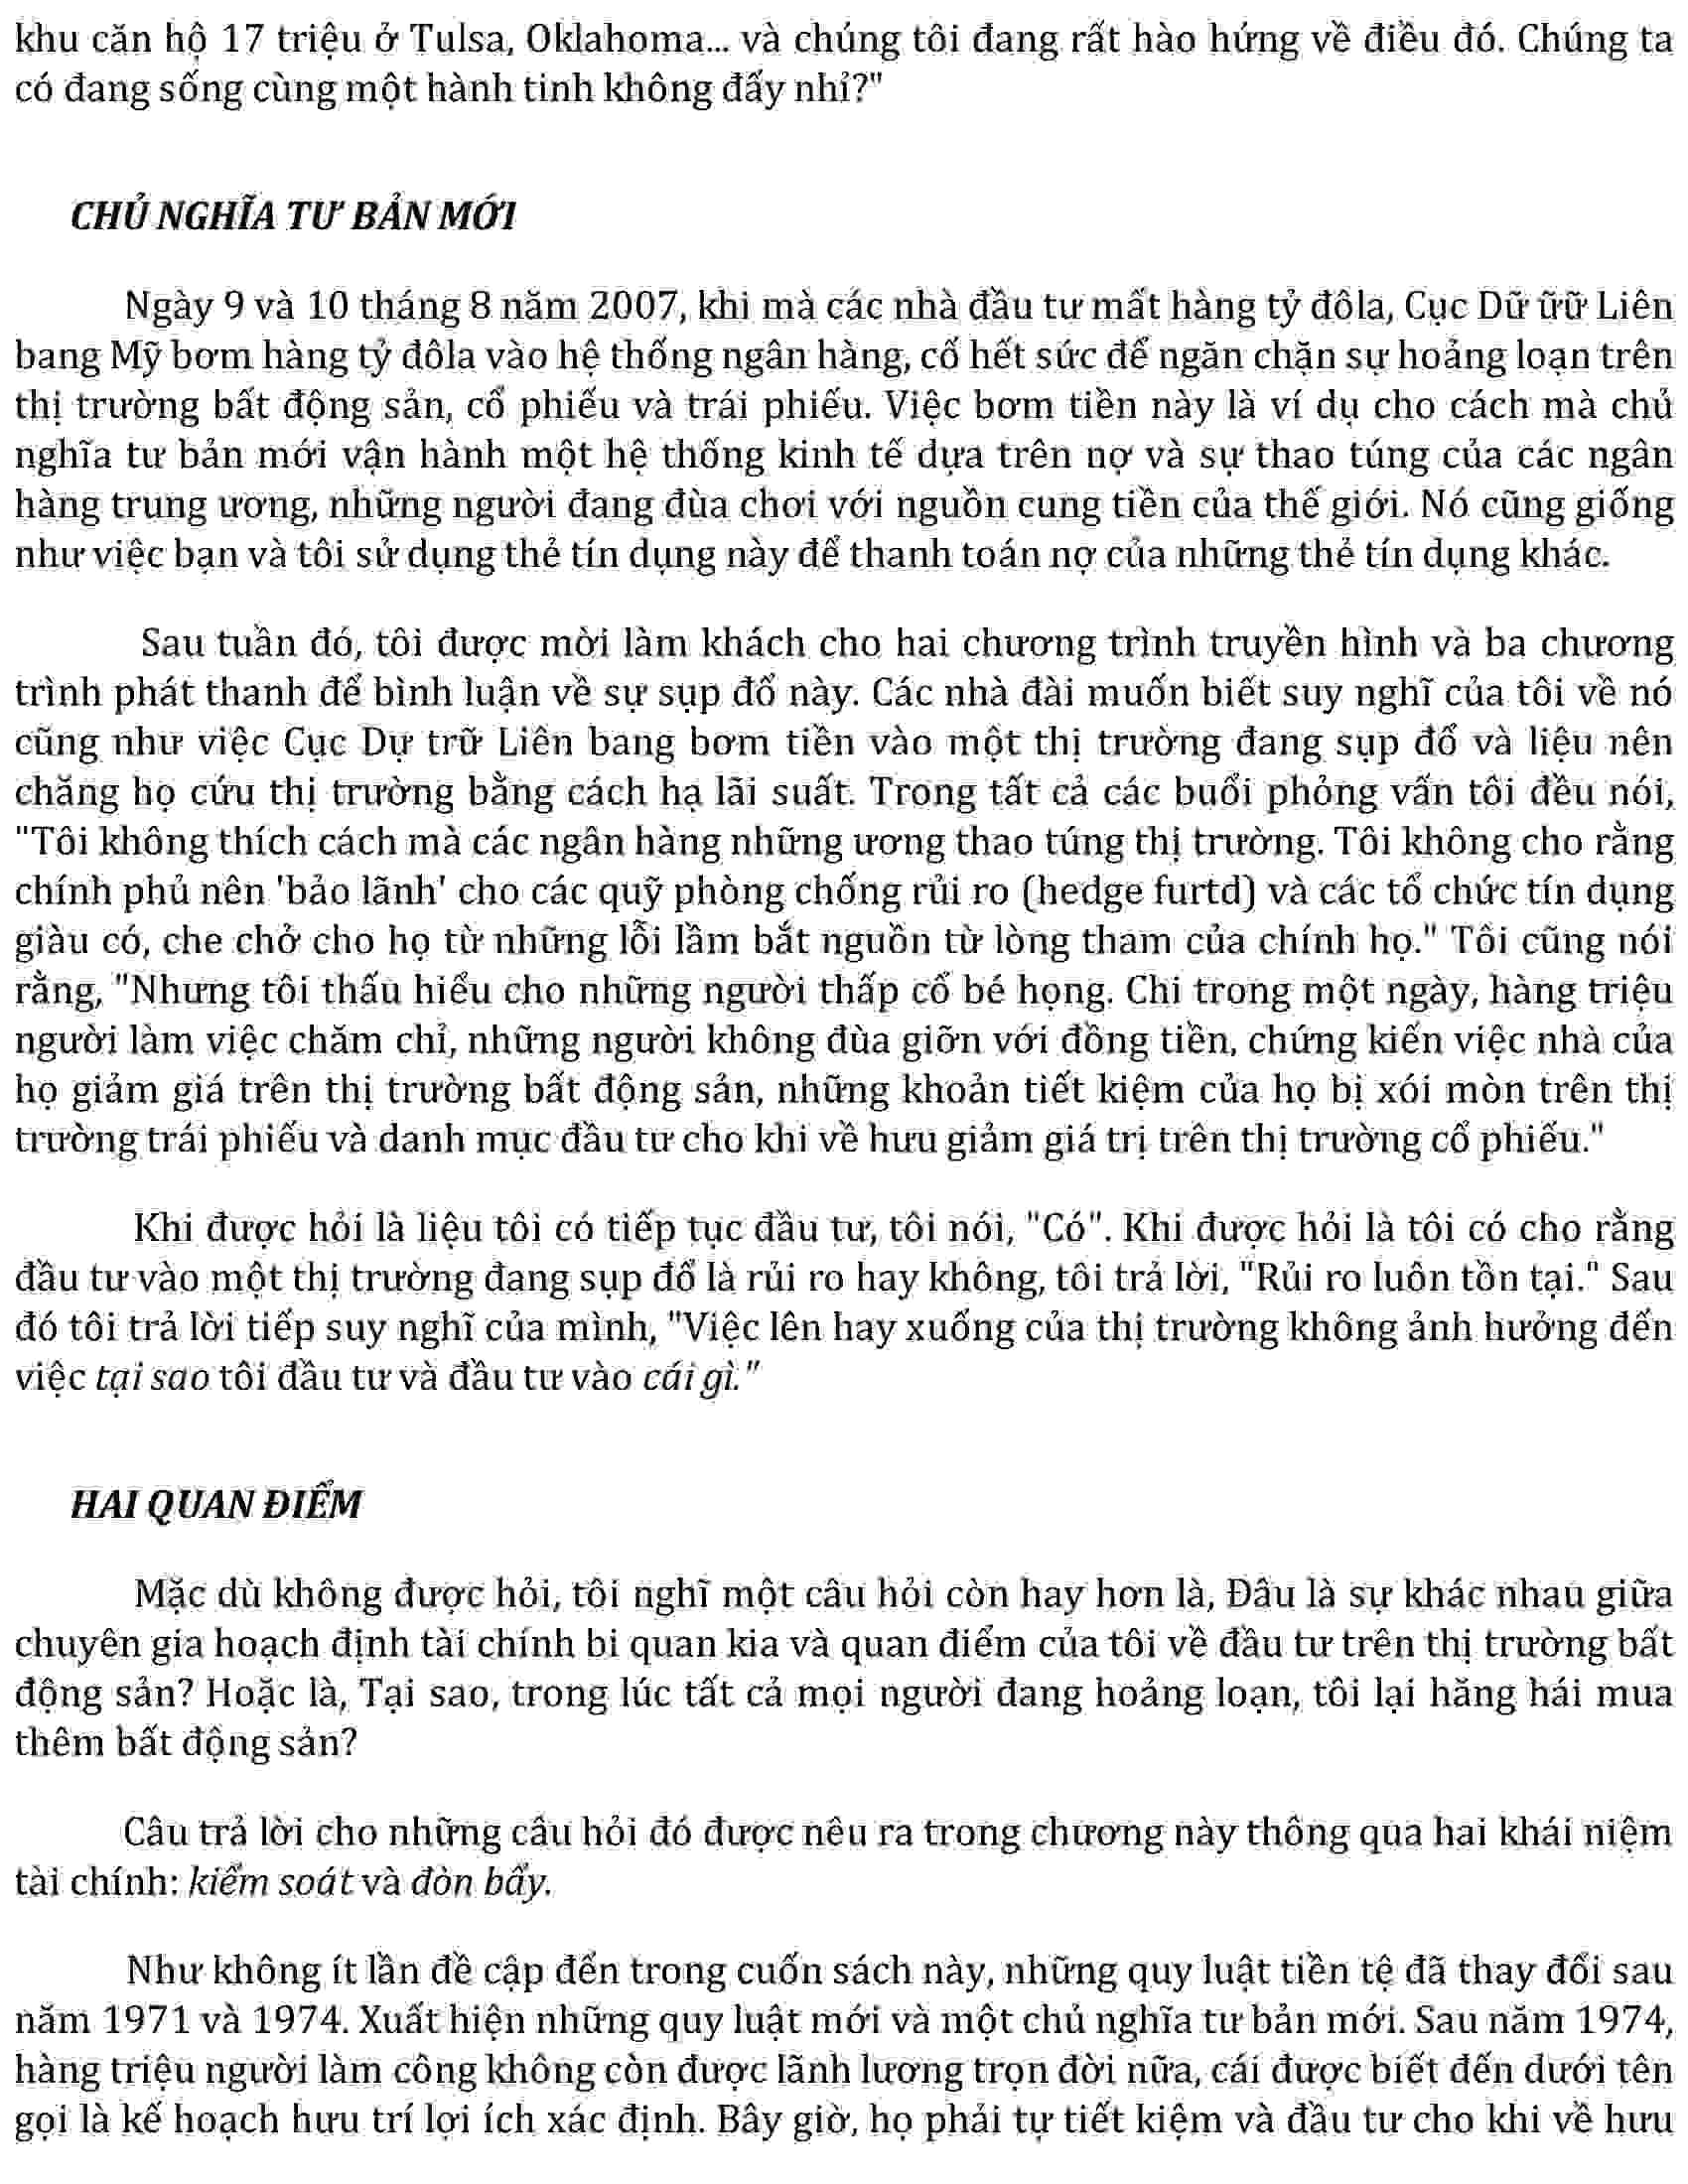 khu căn hộ 17 triệu ở Tulsa, Oklahoma... và chúng tôi đang rất hào hứng về điều đó. Chúng ta
có đang sống cùng một hành tinh không đấy nhỉ?"
CHỦ NGHĨA TƯ BẢN MỚI
Ngày 9 và 10 tháng 8 năm 2007, khi mà các nhà đầu tư mất hàng tỷ đôla, Cục Dữ ữữ Liên
bang Mỹ bơm hàng tỷ đôla vào hệ thống ngân hàng, cố hết sức để ngăn chặn sự hoảng loạn trên
thị trường bất động sản, cổ phiếu và trái phiếu. Việc bơm tiền này là ví dụ cho cách mà chủ
nghĩa tư bản mới vận hành một hệ thống kinh tế dựa trên nợ và sự thao túng của các ngân
hàng trung ương, những người đang đùa chơi với nguồn cung tiền của thế giới. Nó cũng giống
như việc bạn và tôi sử dụng thẻ tín dụng này để thanh toán nợ của những thẻ tín dụng khác.
Sau tuần đó, tôi được mời làm khách cho hai chương trình truyền hình và ba chương
trình phát thanh để bình luận về sự sụp đổ này. Các nhà đài muốn biết suy nghĩ của tôi về nó
cũng như việc Cục Dự trữ Liên bang bơm tiền vào một thị trường đang sụp đổ và liệu nên
chăng họ cứu thị trường bằng cách hạ lãi suất. Trong tất cả các buổi phỏng vấn tôi đều nói,
"Tôi không thích cách mà các ngân hàng những ương thao túng thị trường. Tôi không cho rằng
chính phủ nên 'bảo lãnh' cho các quỹ phòng chống rủi ro (hedge furtd) và các tổ chức tín dụng
giàu có, che chở cho họ từ những lỗi lầm bắt nguồn từ lòng tham của chính họ." Tôi cũng nói
rằng, "Nhưng tôi thấu hiểu cho những người thấp cổ bé họng. Chi trong một ngày, hàng triệu
người làm việc chăm chỉ, những người không đùa giỡn với đồng tiền, chứng kiến việc nhà của
họ giảm giá trên thị trường bất động sản, những khoản tiết kiệm của họ bị xói mòn trên thị
trường trái phiếu và danh mục đầu tư cho khi về hưu giảm giá trị trên thị trường cổ phiếu."
Khi được hỏi là liệu tôi có tiếp tục đầu tư, tôi nói, "Có". Khi được hỏi là tôi có cho rằng
đầu tư vào một thị trường đang sụp đổ là rủi ro hay không, tôi trả lời, "Rủi ro luôn tồn tại." Sau
đó tôi trả lời tiếp suy nghĩ của mình, "Việc lên hay xuống của thị trường không ảnh hưởng đến
việc tại sao tôi đầu tư và đầu tư vào cái gì."
HAI QUAN ĐIỂM
Mặc dù không được hỏi, tôi nghĩ một câu hỏi còn hay hơn là, Đâu là sự khác nhau giữa
chuyên gia hoạch định tài chính bi quan kia và quan điểm của tôi về đầu tư trên thị trường bất
động sản? Hoặc là, Tại sao, trong lúc tất cả mọi người đang hoảng loạn, tôi lại hăng hái mua
thêm bất động sản?
Câu trả lời cho những câu hỏi đó được nêu ra trong chương này thông qua hai khái niệm
tài chính: kiểm soát và đòn bẩy.
Như không ít lần đề cập đến trong cuốn sách này, những quy luật tiền tệ đã thay đổi sau
năm 1971 và 1974. Xuất hiện những quy luật mới và một chủ nghĩa tư bản mới. Sau năm 1974,
hàng triệu người làm công không còn được lãnh lương trọn đời nữa, cái được biết đến dưới tên
gọi là kế hoạch hưu trí lợi ích xác định. Bây giờ, họ phải tự tiết kiệm và đầu tư cho khi về hưu